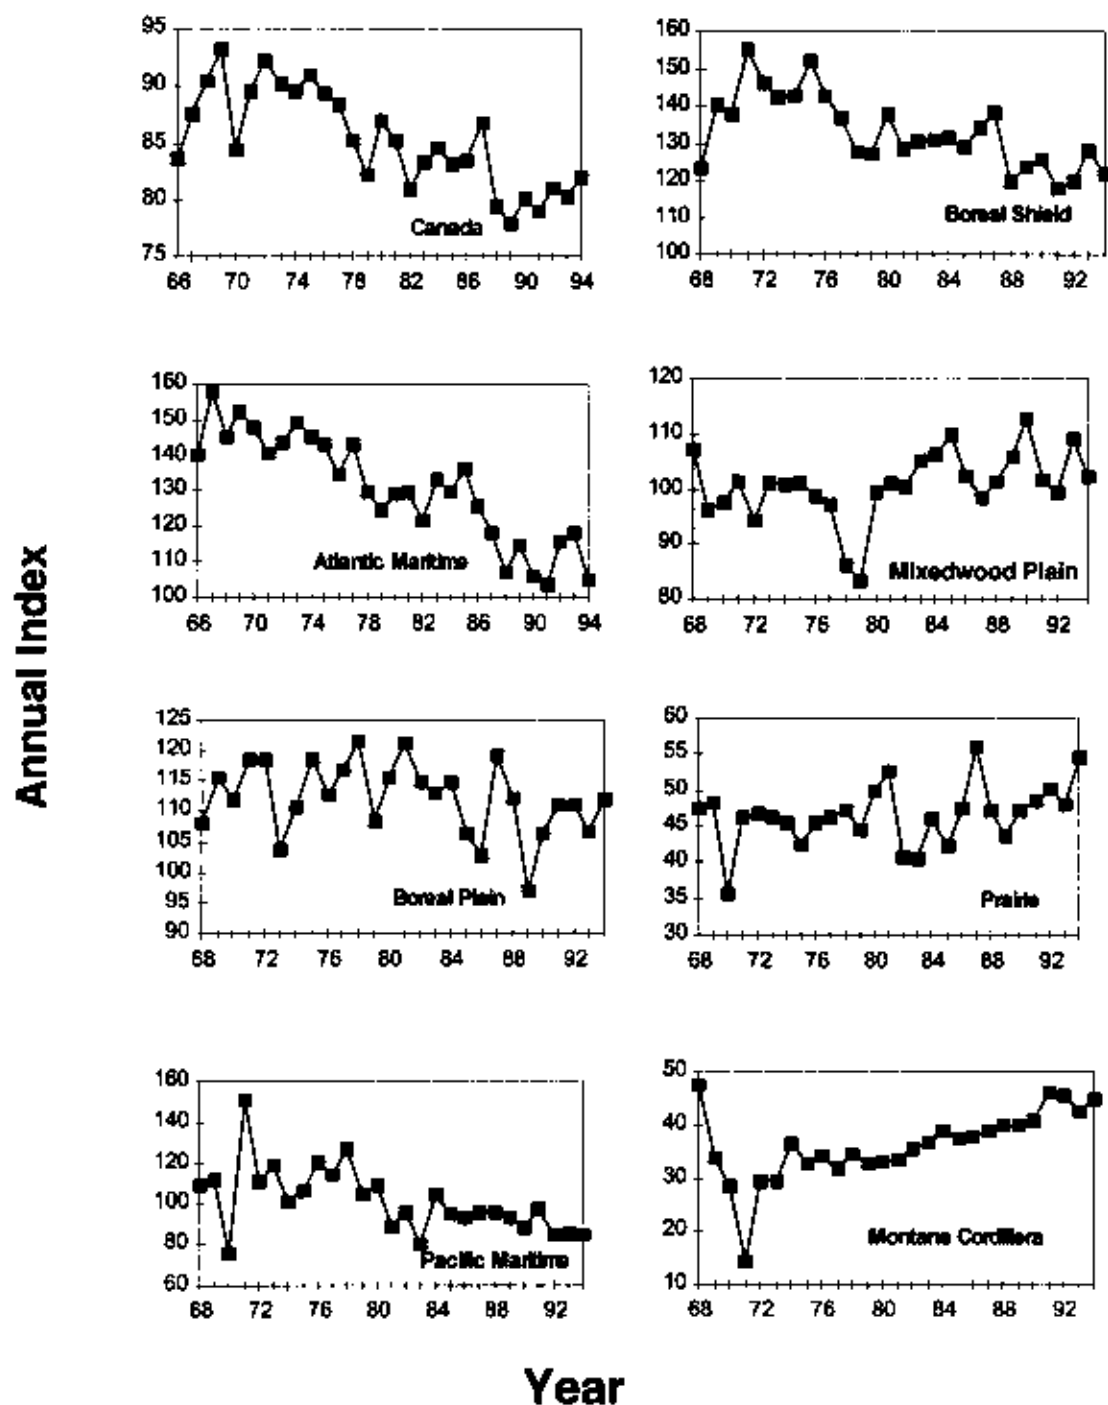 95
90
85
80
75
Canada
66 70 74 78 82 86 90 94
160
150
140
130
120
110
100
Boreal Shield
68 72 76 80 84 88 92
160
150
140
130
120
110
100
Atlantic Maritime
68 70 74 78 82 86 90 94
120
110
100
90
80
Mixedwood Plain
68 72 76 80 84 88 92
125
120
115
110
105
100
95
90
Boreal Plain
68 72 76 80 84 88 92
60
55
50
45
40
35
30
Prairie
68 72 76 80 84 88 92
160
140
120
100
80
60
Pacific Maritime
68 72 76 80 84 88 92
50
40
30
20
10
Montane Cordillera
68 72 76 80 84 88 92
Annual Index
Year